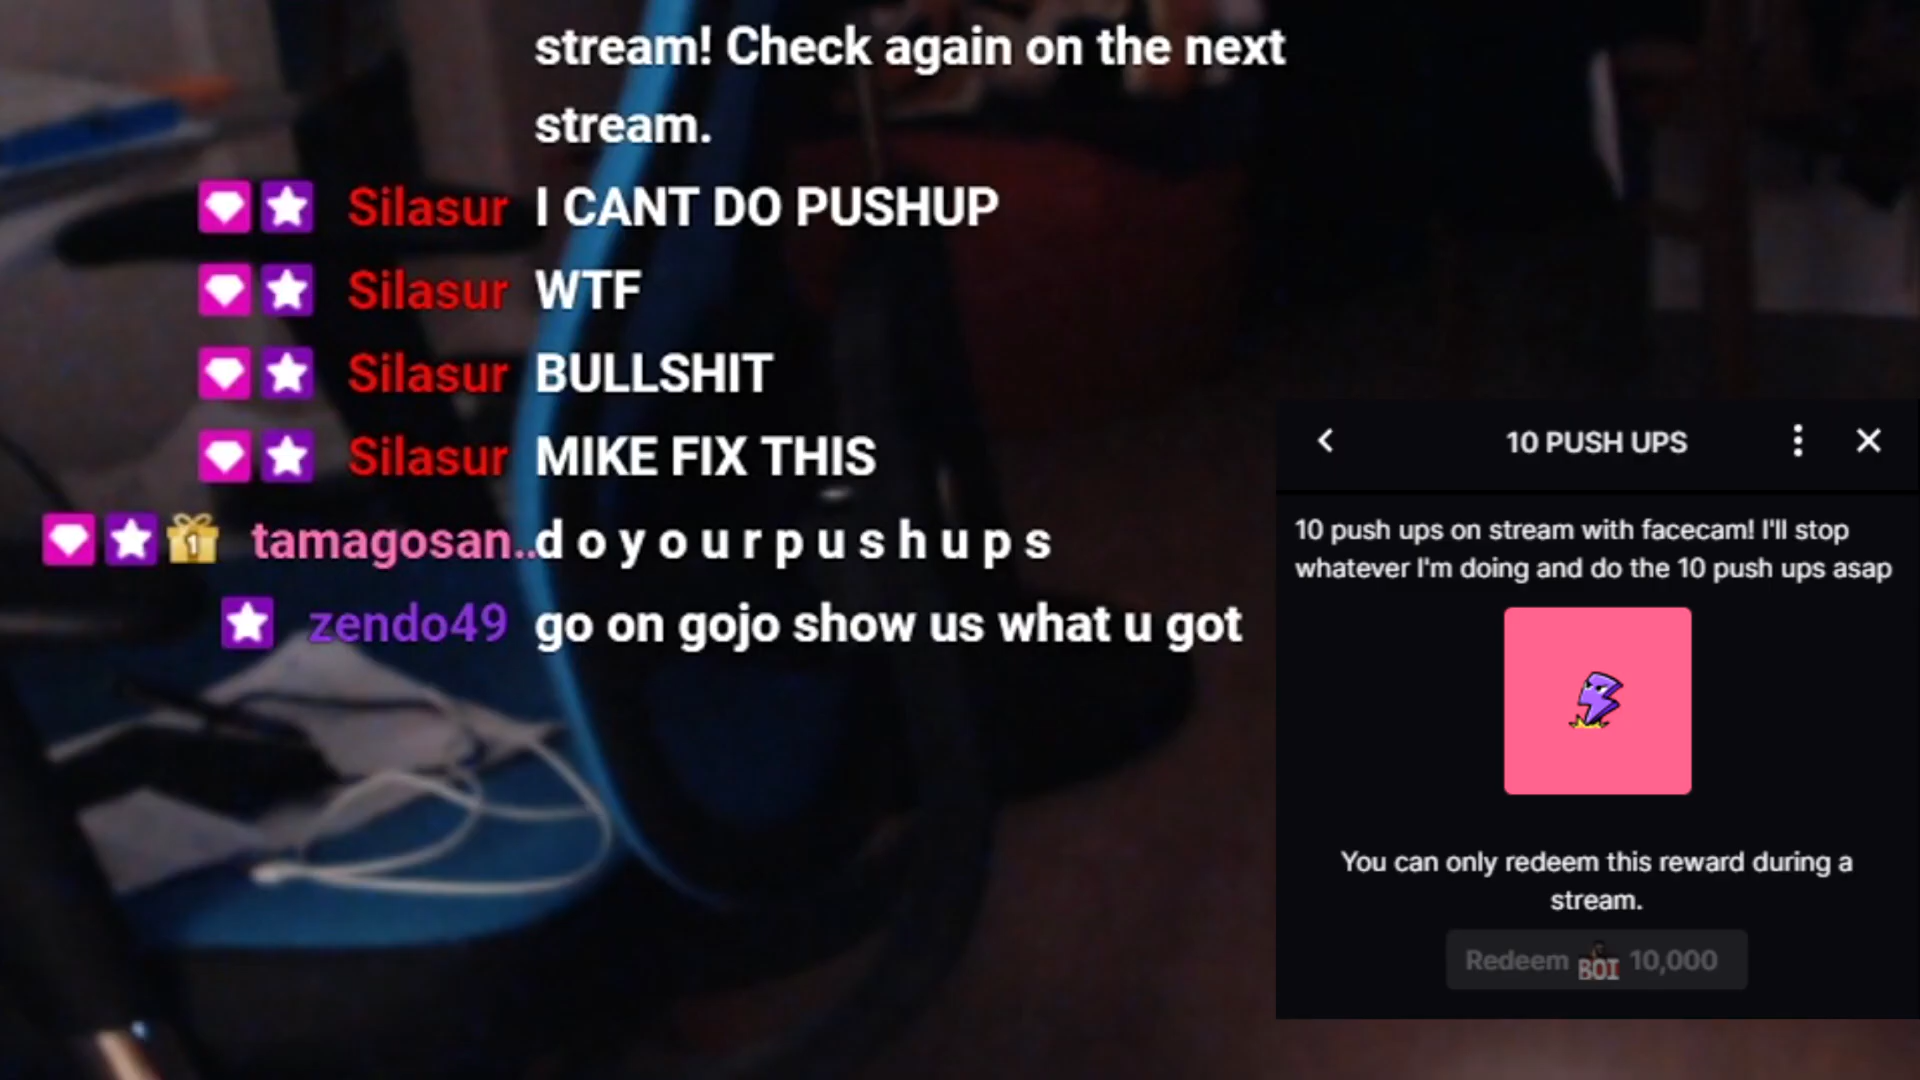 stream! Check again on the next
stream.
Silasur I CANT DO PUSHUP
Silasur WTF
Silasur BULLSHIT
Silasur MIKE FIX THIS
1 tamagosan.. d o y o u r p u s h u p s
zendo49 go on gojo show us what u got
10 PUSH UPS
10 push ups on stream with facecam! I'll stop
whatever I'm doing and do the 10 push ups asap
You can only redeem this reward during a
stream.
Redeem BOI 10,000